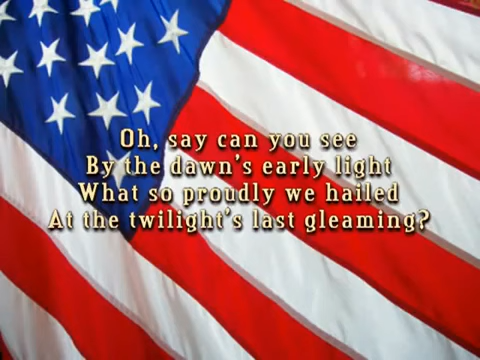 Oh, say can you see
By the dawn's early light
What so proudly we hailed
At the twilight's last gleaming?